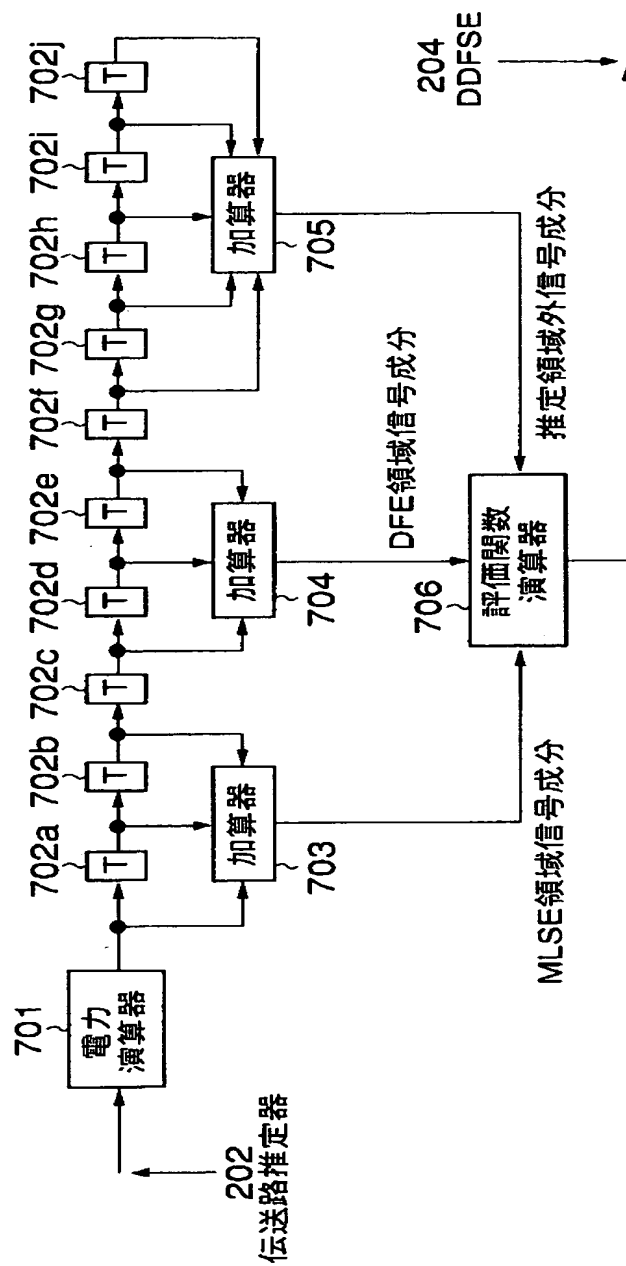 202
伝送路推定器
701
電力
演算器
702a
T
702b
T
702c
T
702d
T
702e
T
702f
T
702g
T
702h
T
702i
T
702j
T
加算器
703
加算器
704
加算器
705
MLSE領域信号成分
DFE領域信号成分
推定領域外信号成分
706
評価関数
演算器
204
DDFSE